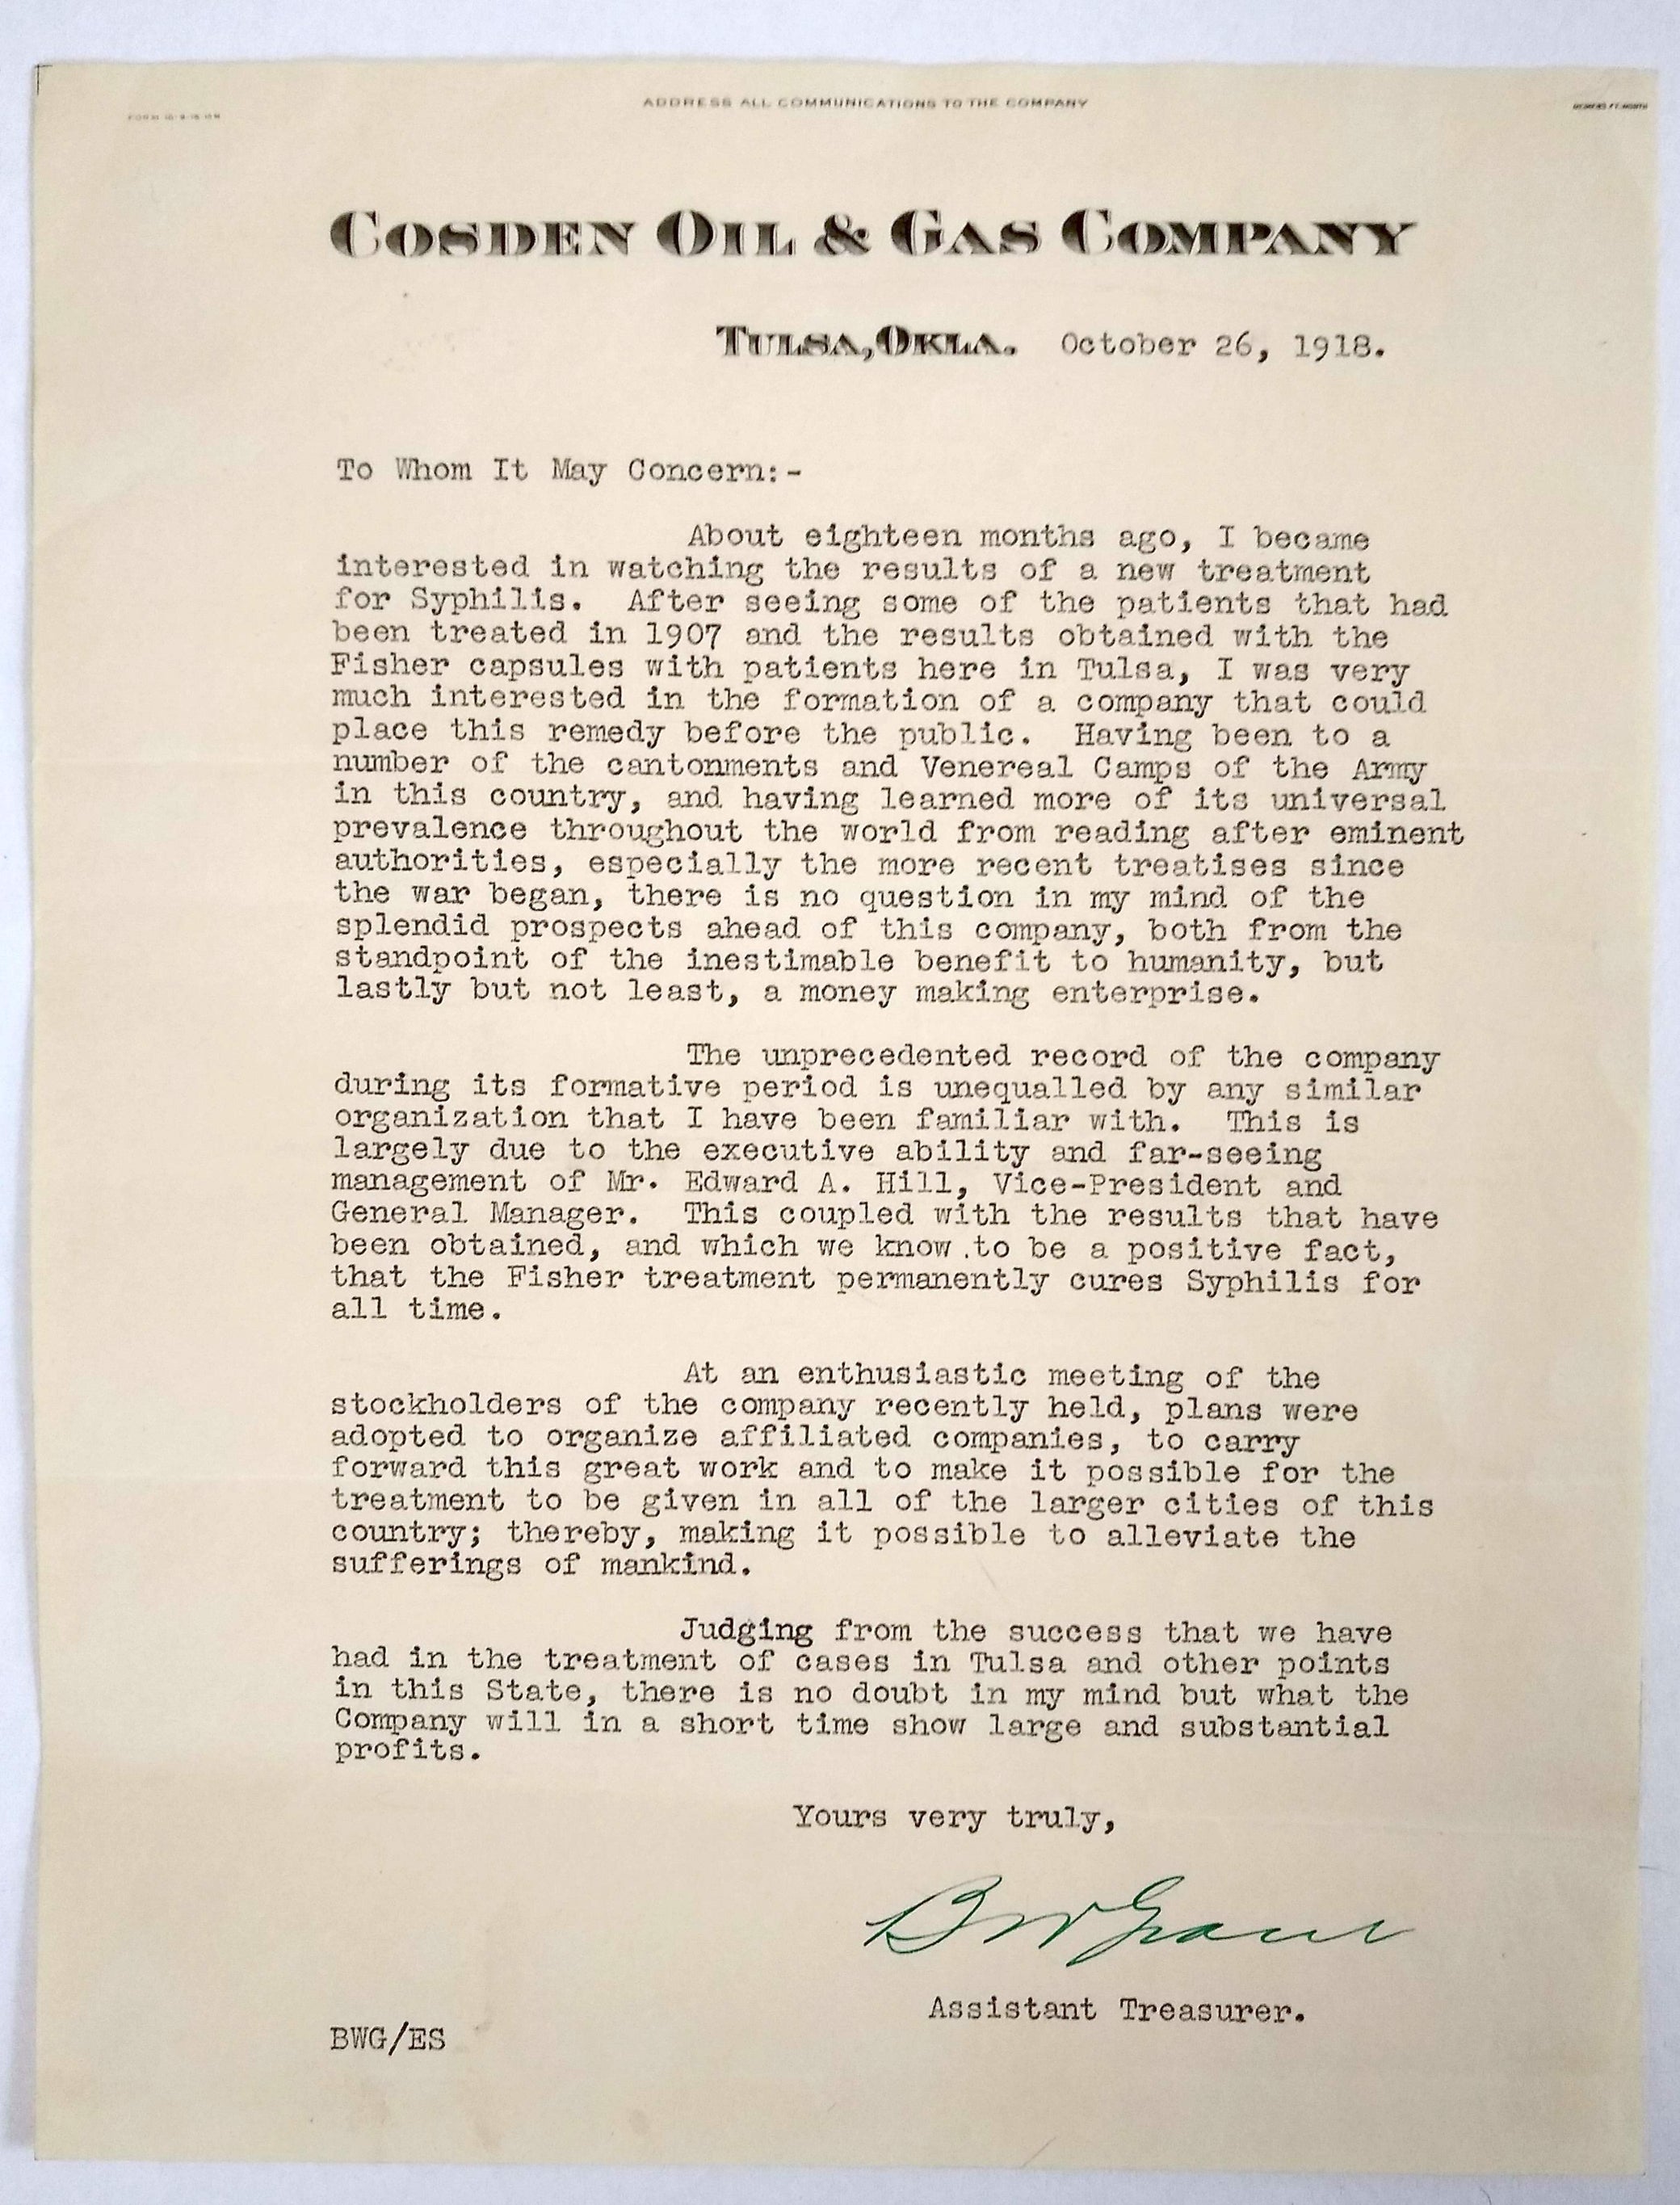 ADDRESS ALL COMMUNICATIONS TO THE COMPANY
COSDEN OIL & GAS COMPANY
TULSA, OKLA. October 26, 1918.
To Whom It May Concern:-
About eighteen months ago, I became
interested in watching the results of a new treatment
for Syphilis. After seeing some of the patients that had
been treated in 1907 and the results obtained with the
Fisher capsules with patients here in Tulsa, I was very
much interested in the formation of a company that could
place this remedy before the public. Having been to a
number of the cantonments and Venereal Camps of the Army
in this country, and having learned more of its universal
prevalence throughout the world from reading after eminent
authorities, especially the more recent treatises since
the war began, there is no question in my mind of the
splendid prospects ahead of this company, both from the
standpoint of the inestimable benefit to humanity, but
lastly but not least, a money making enterprise.
The unprecedented record of the company
during its formative period is unequalled by any similar
organization that I have been familiar with. This is
largely due to the executive ability and far-seeing
management of Mr. Edward A. Hill, Vice-President and
General Manager. This coupled with the results that have
been obtained, and which we know .to be a positive fact,
that the Fisher treatment permanently cures Syphilis for
all time.
At an enthusiastic meeting of the
stockholders of the company recently held, plans were
adopted to organize affiliated companies, to carry
forward this great work and to make it possible for the
treatment to be given in all of the larger cities of this
country; thereby, making it possible to alleviate the
sufferings of mankind.
Judging from the success that we have
had in the treatment of cases in Tulsa and other points
in this State, there is no doubt in my mind but what the
Company will in a short time show large and substantial
profits.
Yours very truly,
B W Grant
Assistant Treasurer.
BWG/ES